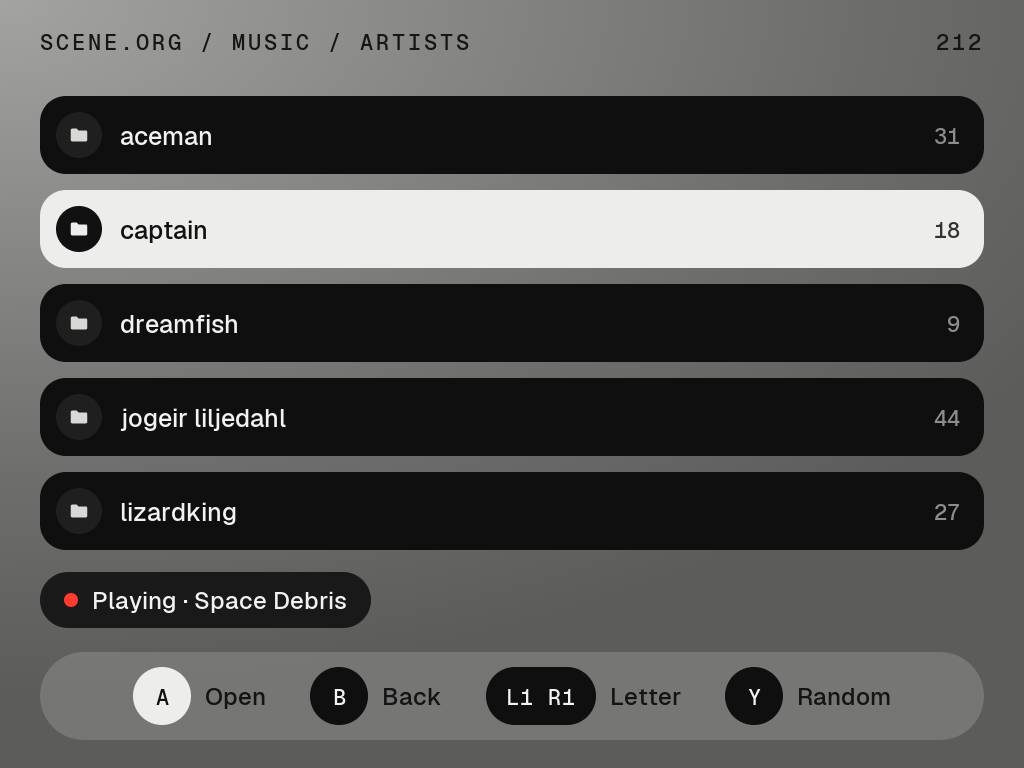 SCENE.ORG / MUSIC / ARTISTS 212
aceman 31
captain 18
dreamfish 9
jogeir liljedahl 44
lizardking 27
Playing · Space Debris
A Open B Back L1 R1 Letter Y Random